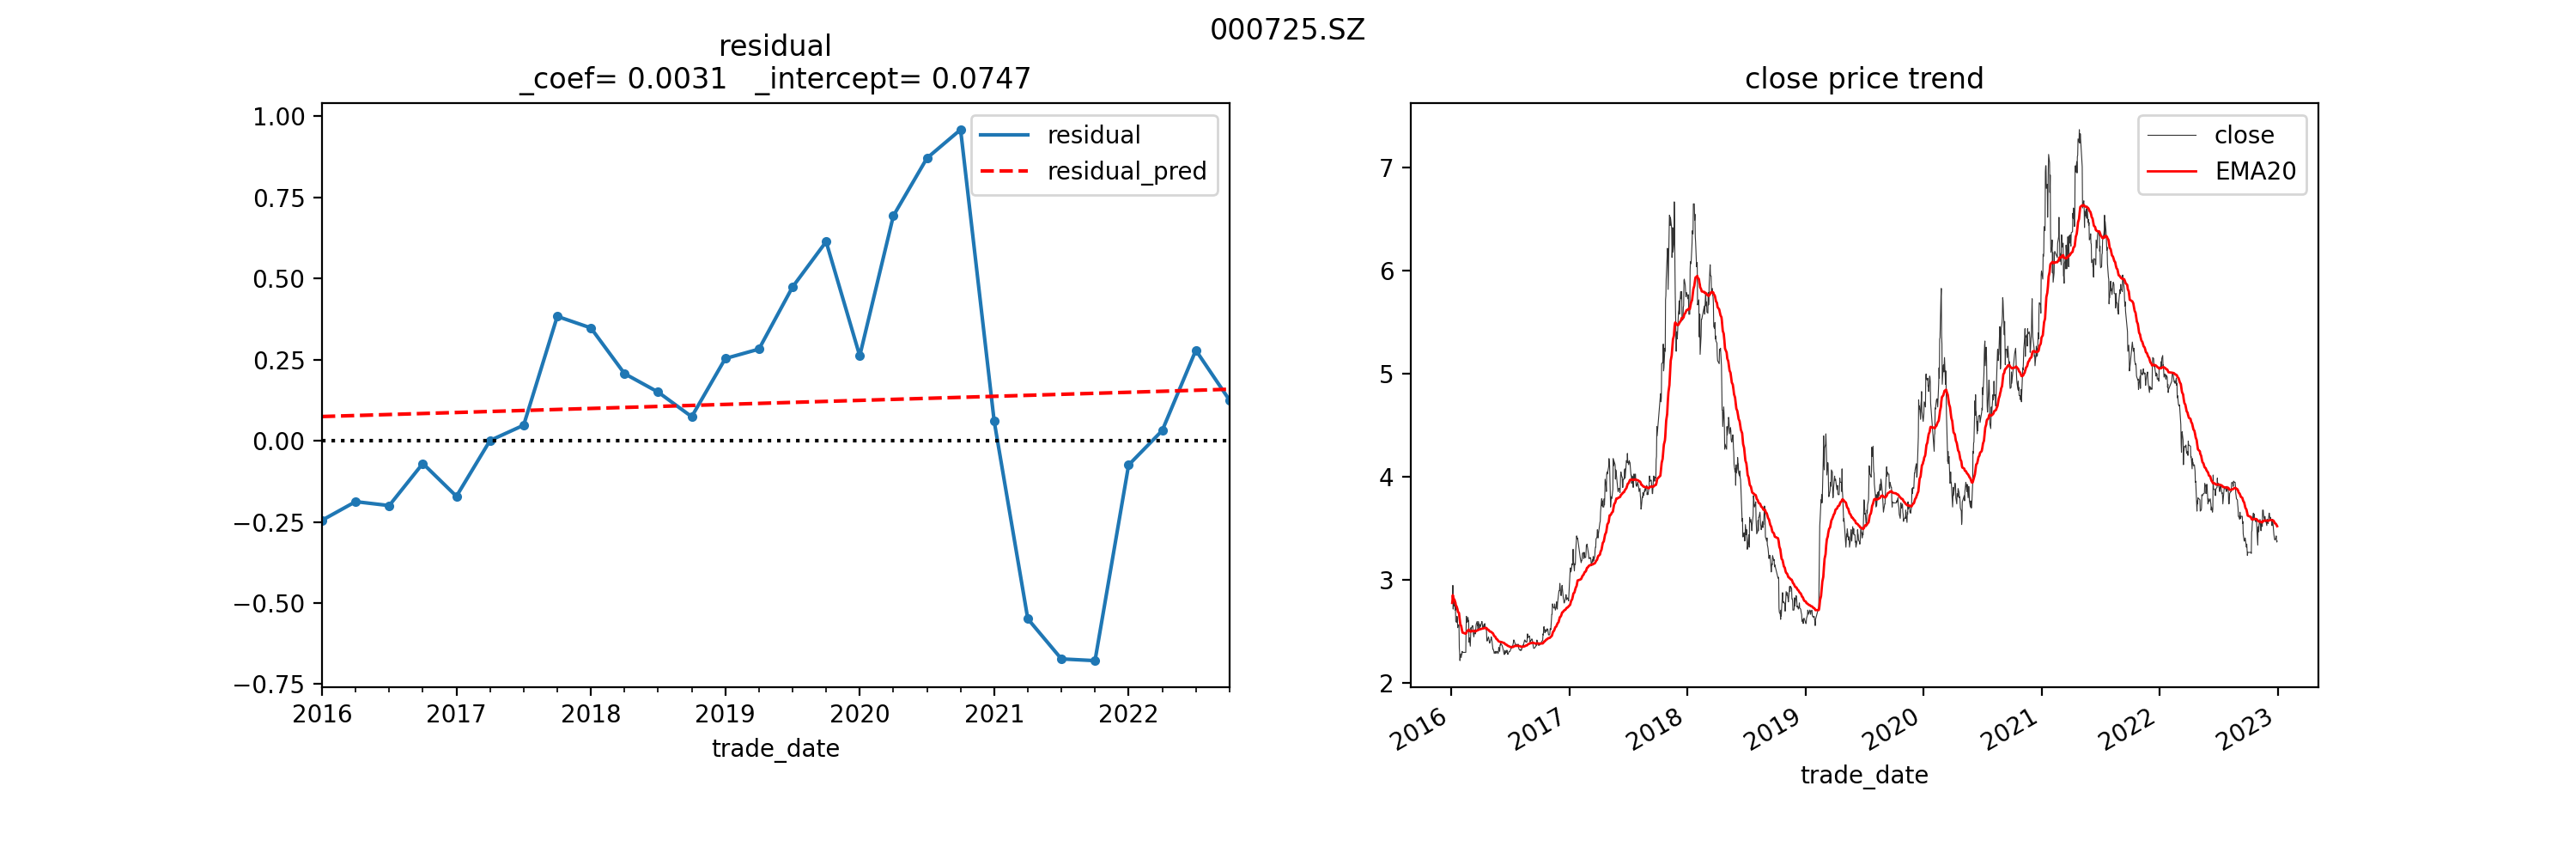 000725.SZ
residual
_coef= 0.0031 _intercept= 0.0747
1.00
0.75
0.50
0.25
0.00
−0.25
−0.50
−0.75
2016 2017 2018 2019 2020 2021 2022
trade_date
residual
residual_pred
close price trend
7
6
5
4
3
2
2016 2017 2018 2019 2020 2021 2022 2023
trade_date
close
EMA20